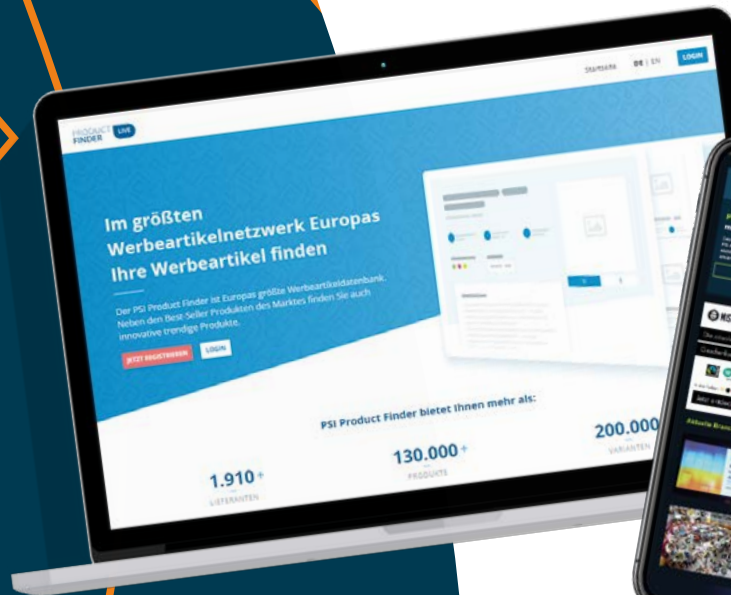 PRODUCT
FINDER LIVE
Startseite DE | EN LOGIN
Im größten
Werbeartikelnetzwerk Europas
Ihre Werbeartikel finden
Der PSI Product Finder ist Europas größte Werbeartikeldatenbank.
Neben den Best-Seller Produkten des Marktes finden Sie auch
innovative trendige Produkte.
JETZT REGISTRIEREN LOGIN
PSI Product Finder bietet Ihnen mehr als:
1.910+
LIEFERANTEN
130.000+
PRODUKTE
200.000
VARIANTEN